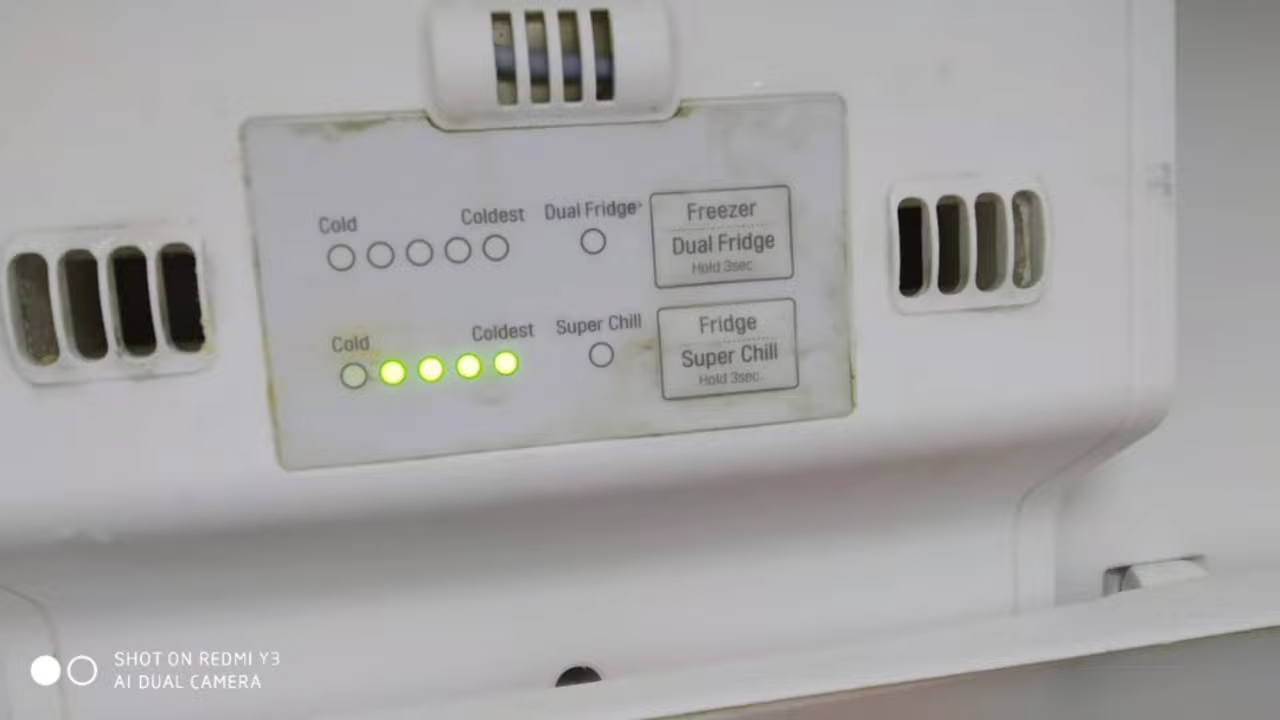 Cold Coldest Dual Fridge+
Freezer
Dual Fridge
Hold 3sec.
Cold Coldest Super Chill
Fridge
Super Chill
Hold 3sec.
SHOT ON REDMI Y3
AI DUAL CAMERA